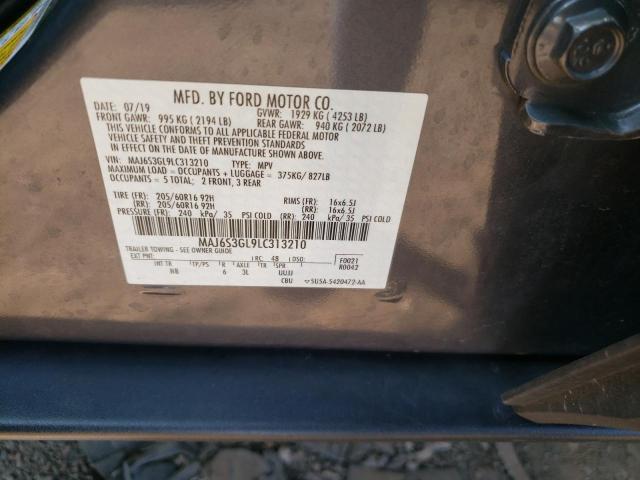 MFD. BY FORD MOTOR CO.
DATE: 07/19 GVWR: 1929 KG ( 4253 LB)
FRONT GAWR: 995 KG ( 2194 LB) REAR GAWR: 940 KG ( 2072 LB)
THIS VEHICLE CONFORMS TO ALL APPLICABLE FEDERAL MOTOR
VEHICLE SAFETY AND THEFT PREVENTION STANDARDS
IN EFFECT ON THE DATE OF MANUFACTURE SHOWN ABOVE.
VIN: MAJ6S3GL9LC313210 TYPE: MPV
MAXIMUM LOAD = OCCUPANTS + LUGGAGE = 375KG/ 827LB
OCCUPANTS = 5 TOTAL: 2 FRONT, 3 REAR
TIRE (FR): 205/60R16 92H RIMS (FR): 16x6.5J
(RR): 205/60R16 92H (RR): 16x6.5J
PRESSURE (FR): 240 kPa/ 35 PSI COLD (RR): 240 kPa/ 35 PSI COLD
MAJ6S3GL9LC313210
TRAILER TOWING - SEE OWNER GUIDE
EXT PNT: RC: 48 DSO: F0021
R0042
INT TR TP/PS R AXLE TR SPR
NB 6 3L UUJJ
CBU SU5A-5420472-AA